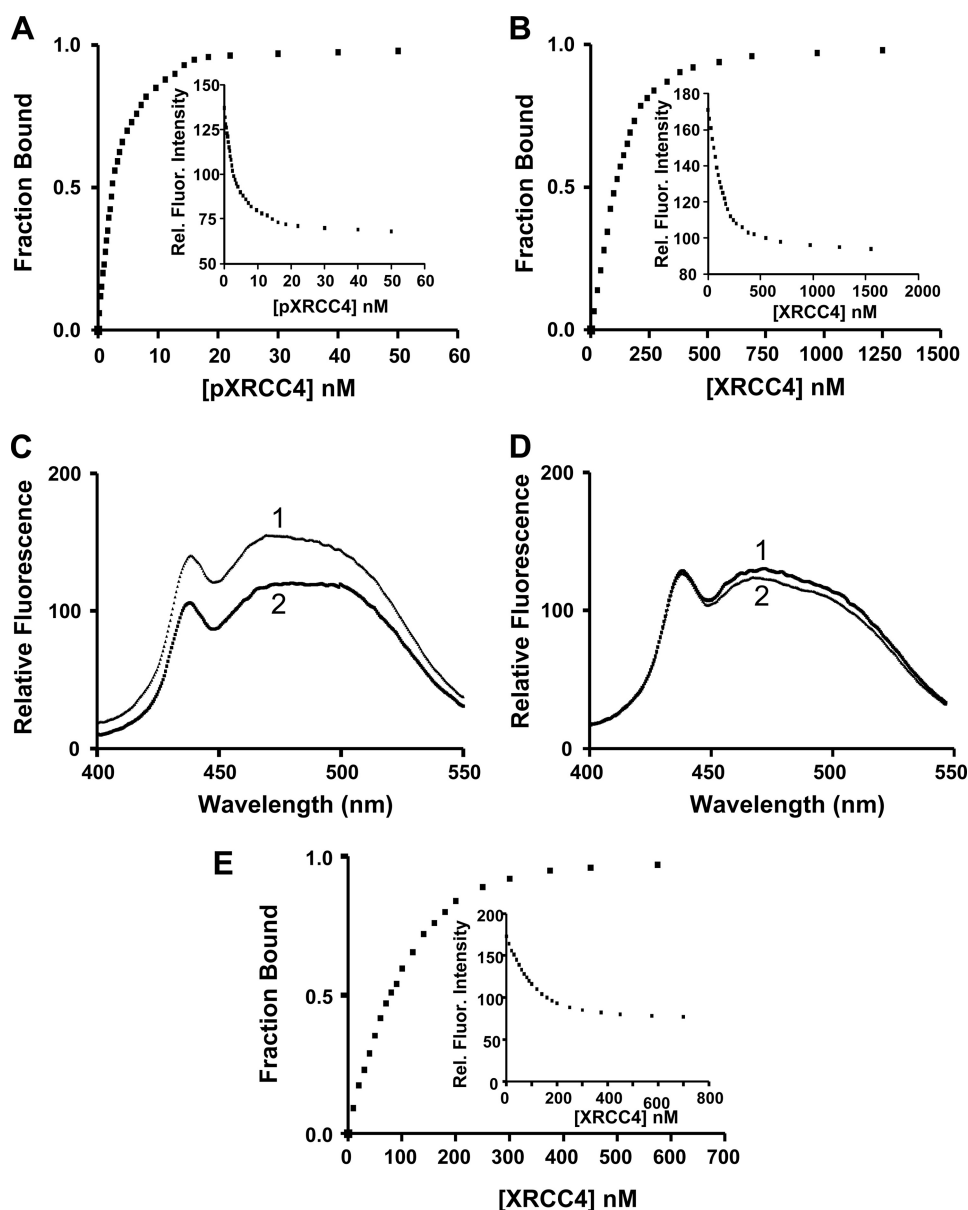 A
Fraction Bound
1.0
0.5
0.0
0 10 20 30 40 50 60
[pXRCC4] nM
Rel. Fluor. Intensity
150
125
100
75
50
0 10 20 30 40 50 60
[pXRCC4] nM
B
Fraction Bound
1.0
0.5
0.0
0 250 500 750 1000 1250 1500
[XRCC4] nM
Rel. Fluor. Intensity
180
160
140
120
100
80
0 500 1000 1500 2000
[XRCC4] nM
C
Relative Fluorescence
200
100
0
1
2
400 450 500 550
Wavelength (nm)
D
Relative Fluorescence
200
100
0
1
2
400 450 500 550
Wavelength (nm)
E
Fraction Bound
1.0
0.5
0.0
0 100 200 300 400 500 600 700
[XRCC4] nM
Rel. Fluor. Intensity
200
150
100
50
0
0 200 400 600 800
[XRCC4] nM